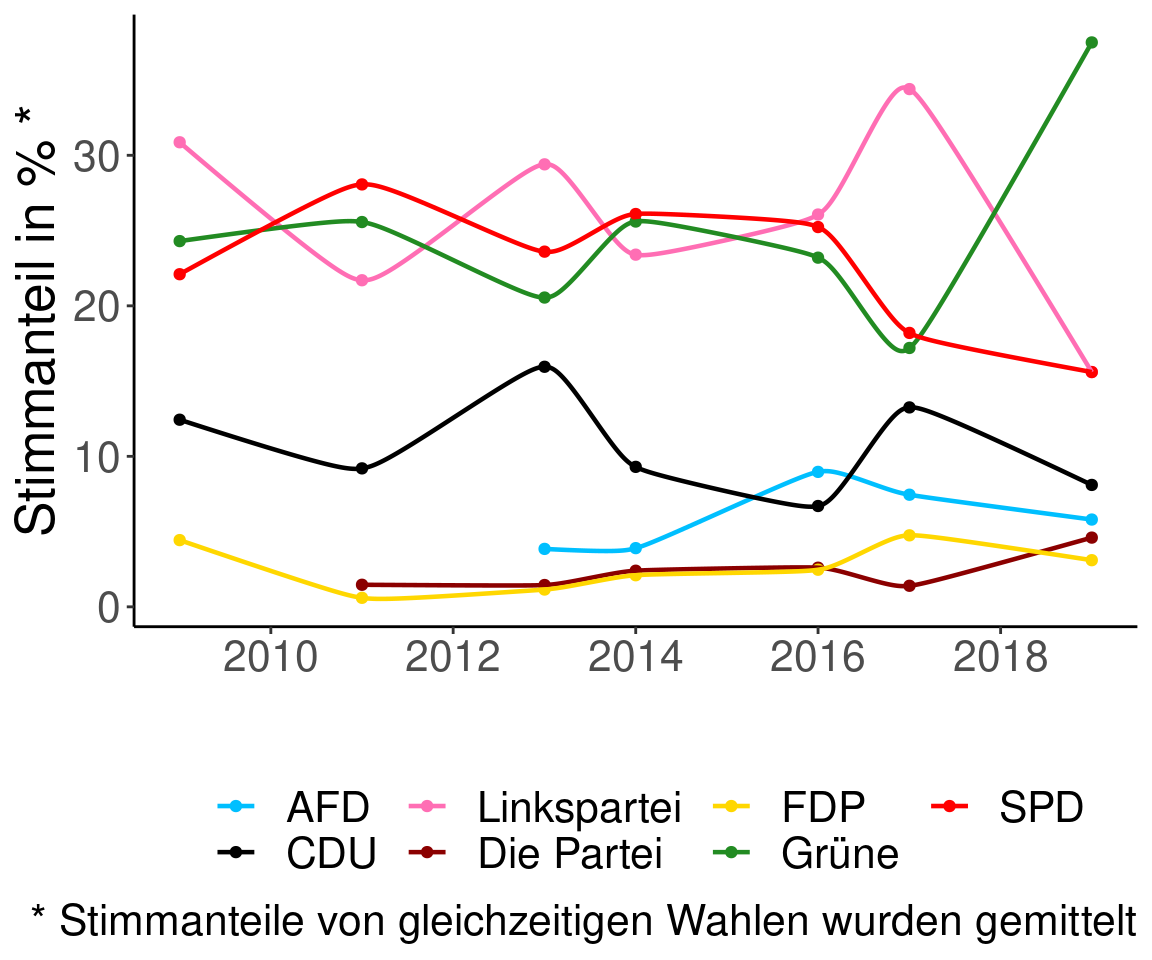 Stimmanteil in % *
30
20
10
0
2010 2012 2014 2016 2018
AFD Linkspartei FDP SPD
CDU Die Partei Grüne
* Stimmanteile von gleichzeitigen Wahlen wurden gemittelt